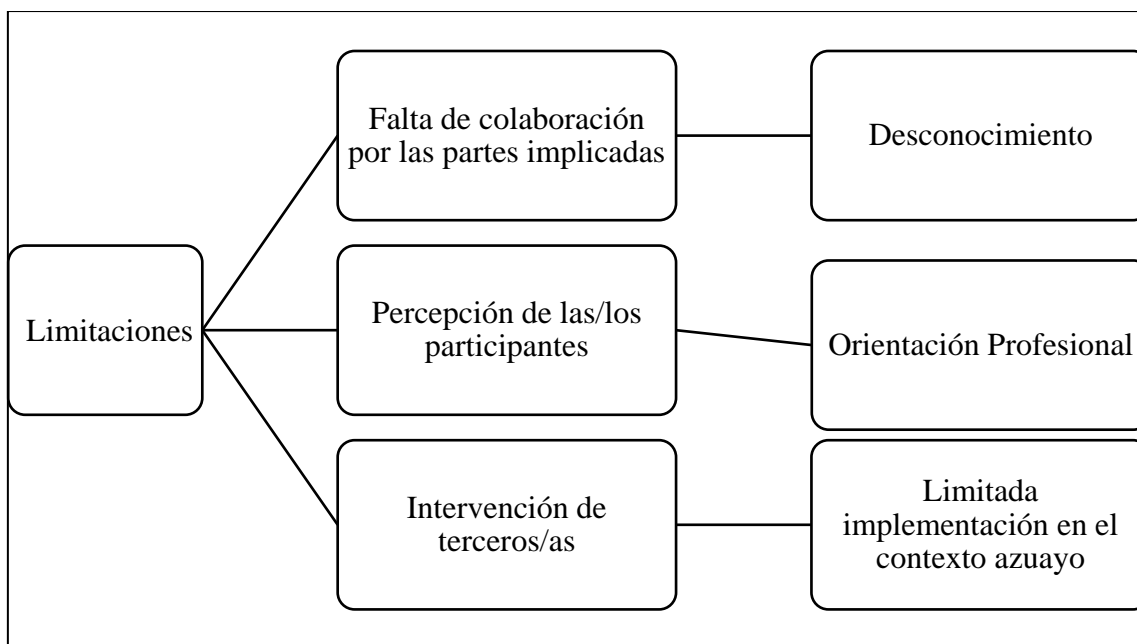 Limitaciones
Falta de colaboración
por las partes implicadas
Desconocimiento
Percepción de las/los
participantes
Orientación Profesional
Intervención de
terceros/as
Limitada
implementación en el
contexto azuayo